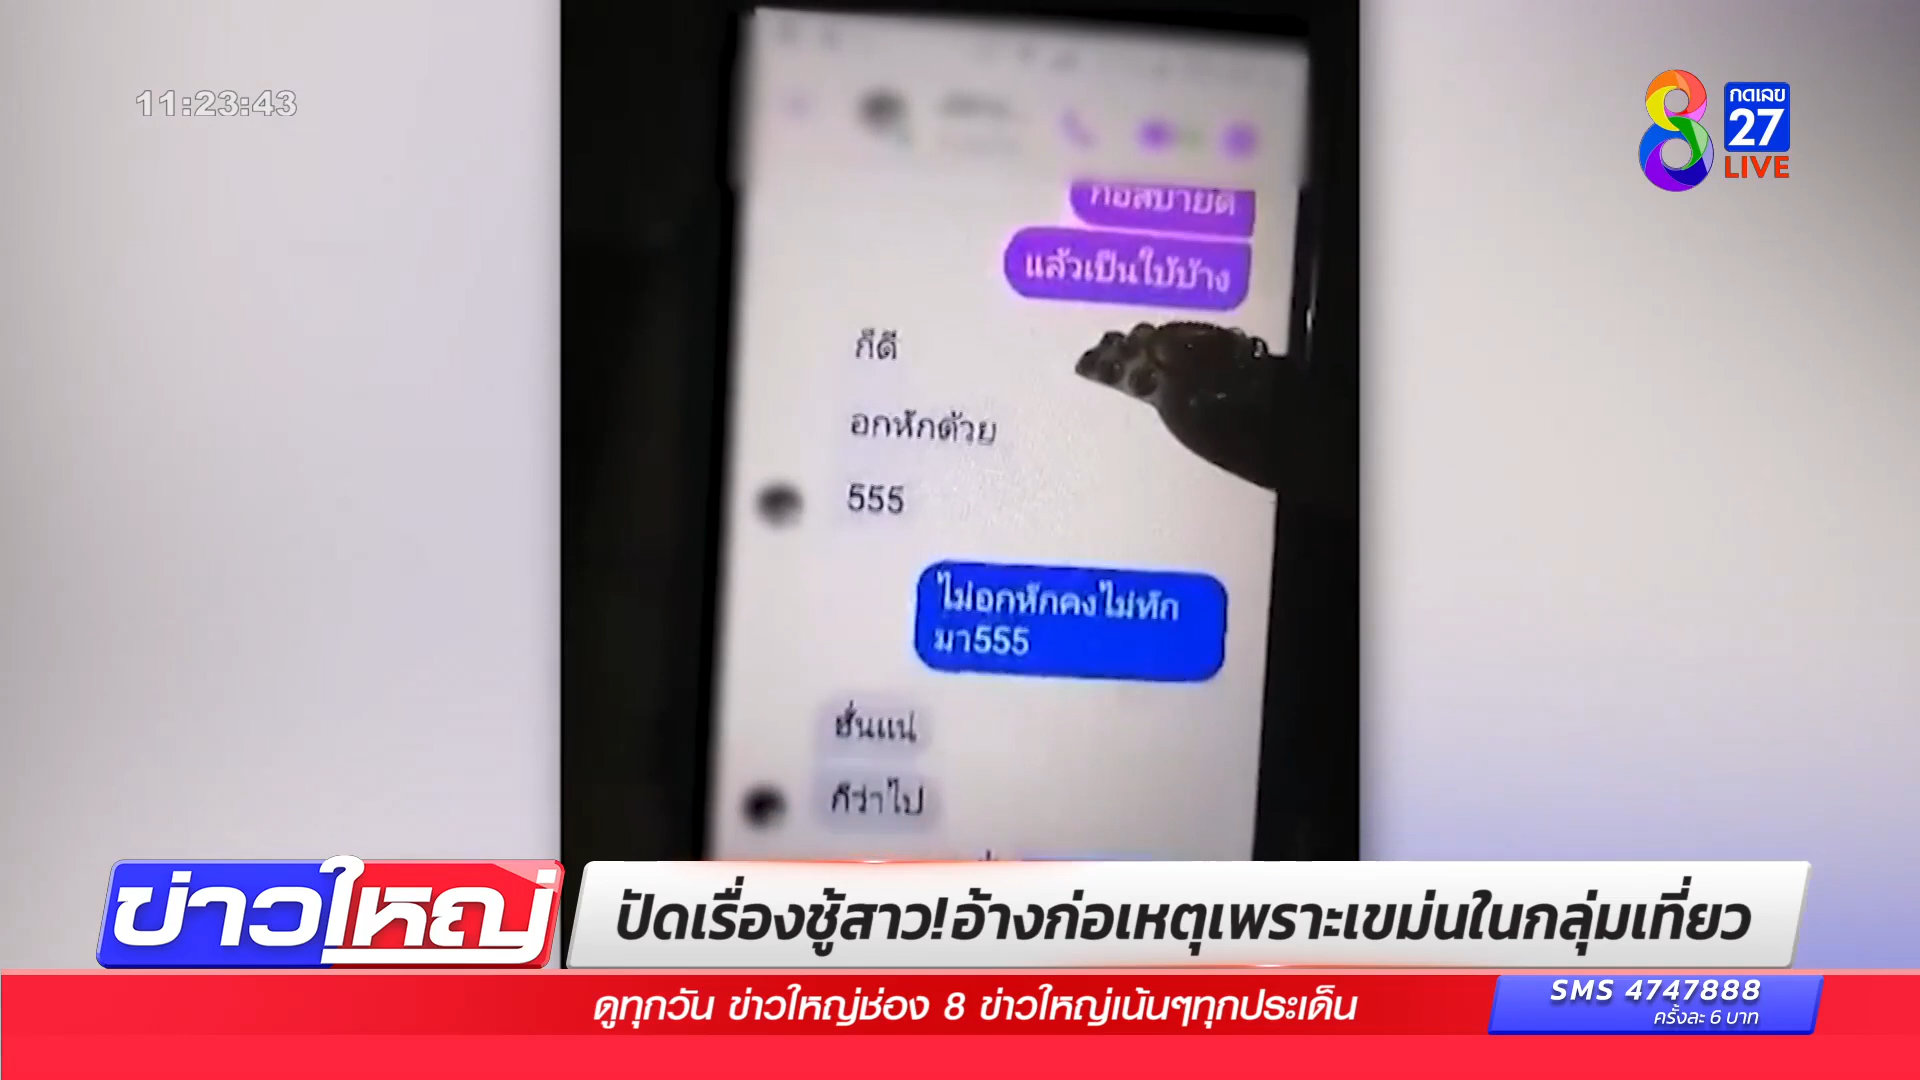 11:23:43
กดเลข
27
LIVE
ก็สบายดี
แล้วเป็นไบ้บ้าง
ก็ดี
อกหักด้วย
555
ไม่อกหักคงไม่ทัก
มา555
ฮั่นแน่
ก็ว่าไป
ข่าวใหญ่
ปัดเรื่องชู้สาว!อ้างก่อเหตุเพราะเขม่นในกลุ่มเที่ยว
ดูทุกวัน ข่าวใหญ่ช่อง 8 ข่าวใหญ่เน้นๆทุกประเด็น
SMS 4747888
ครั้งละ 6 บาท